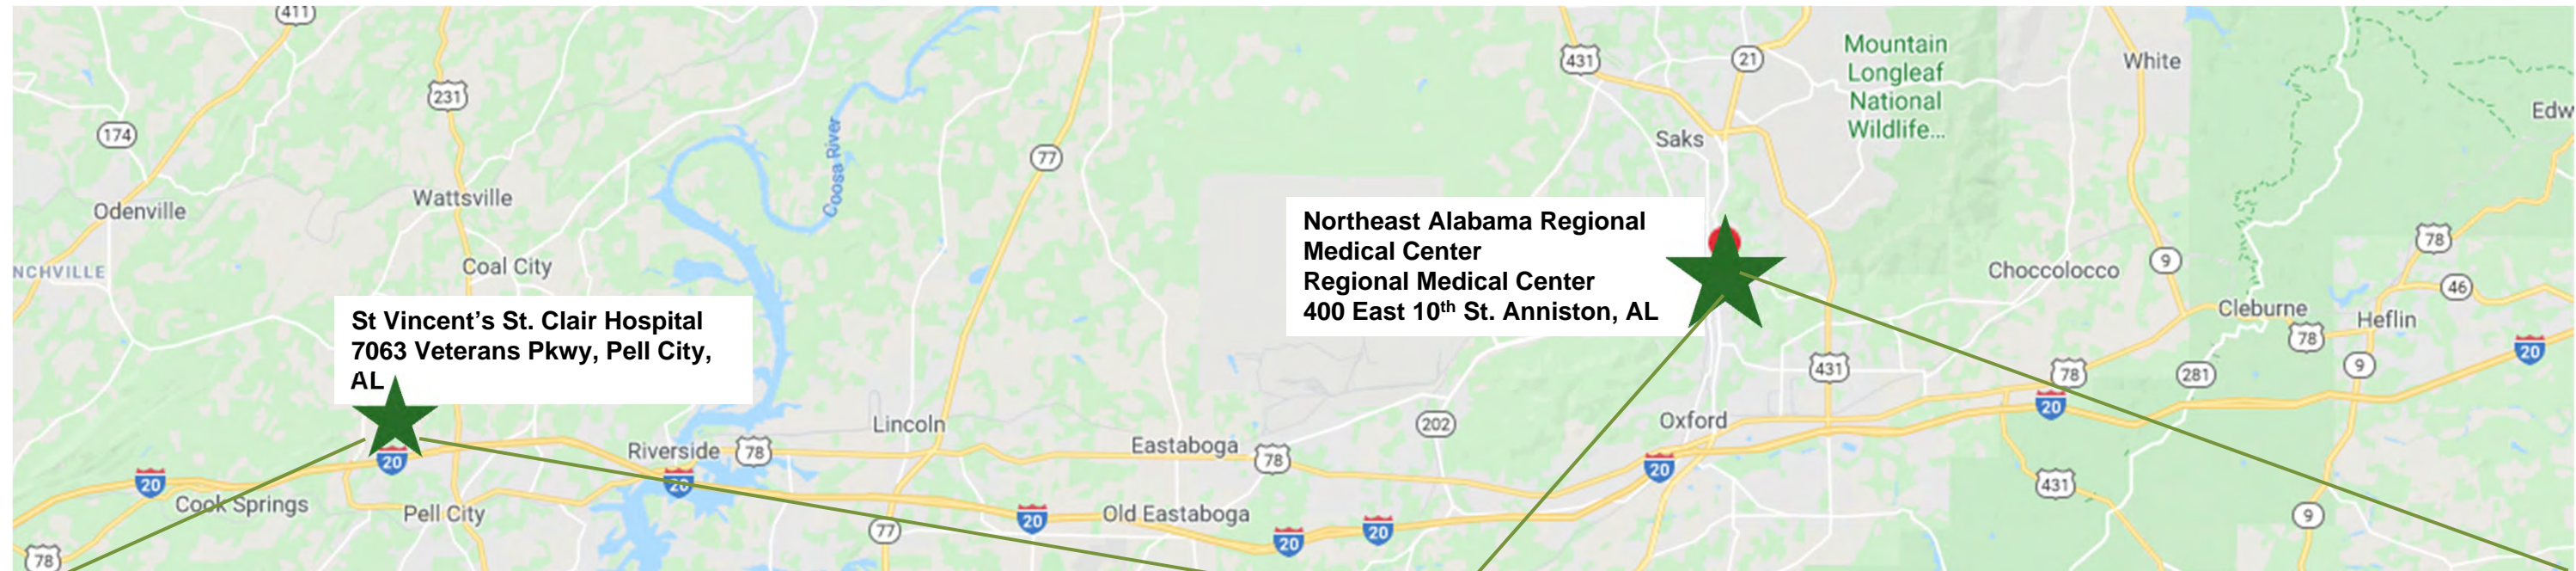 411
431
21
Mountain
Longleaf
National
Wildlife...
White
231
Edw
174
Coosa River
77
Saks
Wattsville
Odenville
Northeast Alabama Regional
Medical Center
Regional Medical Center
400 East 10th St. Anniston, AL
78
9
Coal City
NCHVILLE
Choccolocco
46
Cleburne
Heflin
St Vincent's St. Clair Hospital
7063 Veterans Pkwy, Pell City,
AL
78
20
431
78
281
9
20
Lincoln
202
Oxford
Riverside
78
Eastaboga
78
20
20
20
20
431
Cook Springs
Pell City
20
Old Eastaboga
9
77
20
20
78